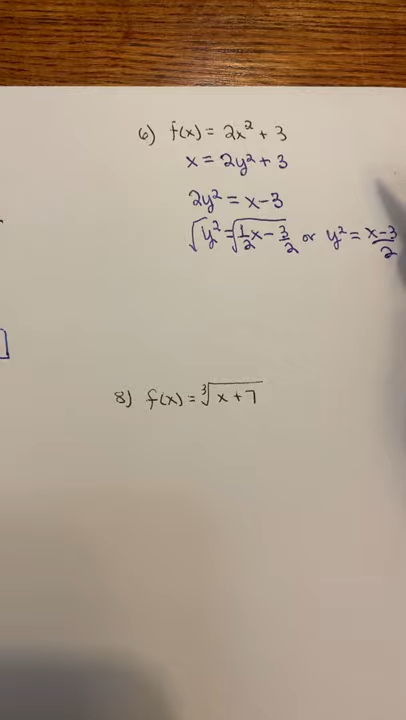 6) f(x) = 2x² + 3
x = 2y² + 3
2y² = x - 3
√y² = √1/2x - 3/2 or y² = x-3/2
8) f(x) = ∛x + 7